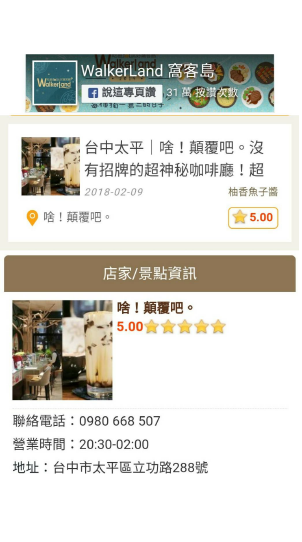 WalkerLand 窩客島
WalkerLand
說這專頁讚 31 萬 按讚次數
台中太平｜啥！顛覆吧。沒
有招牌的超神秘咖啡廳！超
2018-02-09 柚香魚子醬
啥！顛覆吧。 5.00
店家/景點資訊
啥！顛覆吧。
5.00
聯絡電話：0980 668 507
營業時間：20:30-02:00
地址：台中市太平區立功路288號